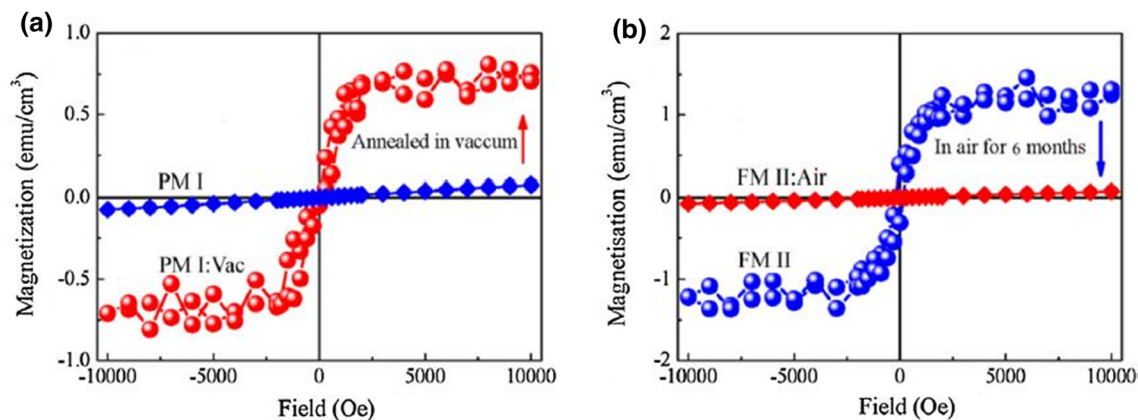 (a)
1.0
0.5
0.0
-0.5
-1.0
Magnetization (emu/cm³)
Annealed in vaccum
PM I
PM I:Vac
-10000 -5000 0 5000 10000
Field (Oe)
(b)
2
1
0
-1
-2
Magnetisation (emu/cm³)
In air for 6 months
FM II:Air
FM II
-10000 -5000 0 5000 10000
Field (Oe)